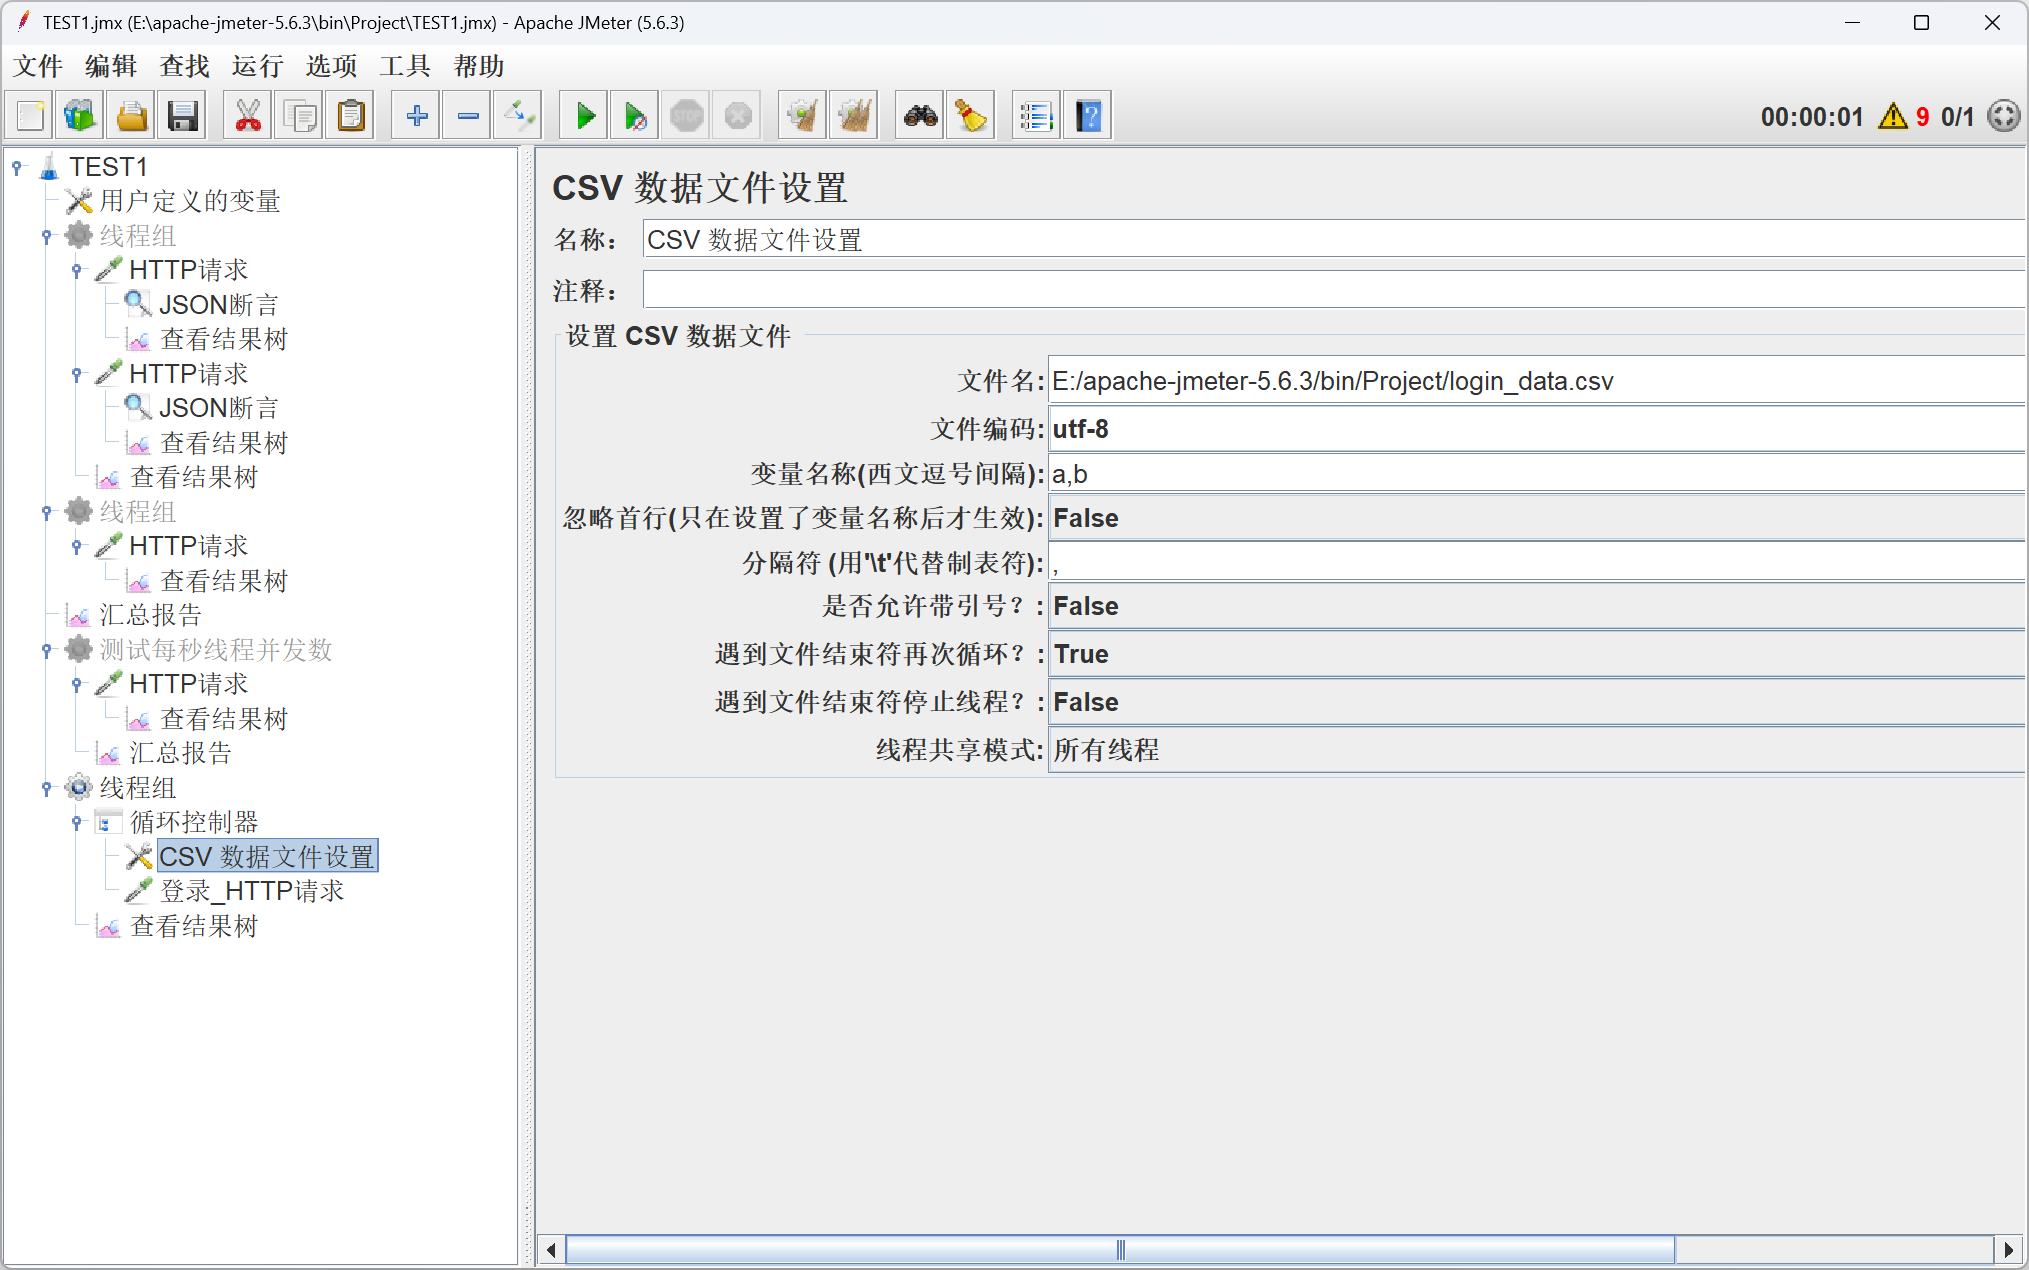 TEST1.jmx (E:\apache-jmeter-5.6.3\bin\Project\TEST1.jmx) - Apache JMeter (5.6.3)
文件 编辑 查找 运行 选项 工具 帮助
STOP
00:00:01 9 0/1
TEST1
用户定义的变量
线程组
HTTP请求
JSON断言
查看结果树
HTTP请求
JSON断言
查看结果树
查看结果树
线程组
HTTP请求
查看结果树
汇总报告
测试每秒线程并发数
HTTP请求
查看结果树
汇总报告
线程组
循环控制器
CSV 数据文件设置
登录_HTTP请求
查看结果树
CSV 数据文件设置
名称： CSV 数据文件设置
注释：
设置 CSV 数据文件
文件名: E:/apache-jmeter-5.6.3/bin/Project/login_data.csv
文件编码: utf-8
变量名称(西文逗号间隔): a,b
忽略首行(只在设置了变量名称后才生效): False
分隔符 (用'\t'代替制表符): ,
是否允许带引号？: False
遇到文件结束符再次循环？: True
遇到文件结束符停止线程？: False
线程共享模式: 所有线程